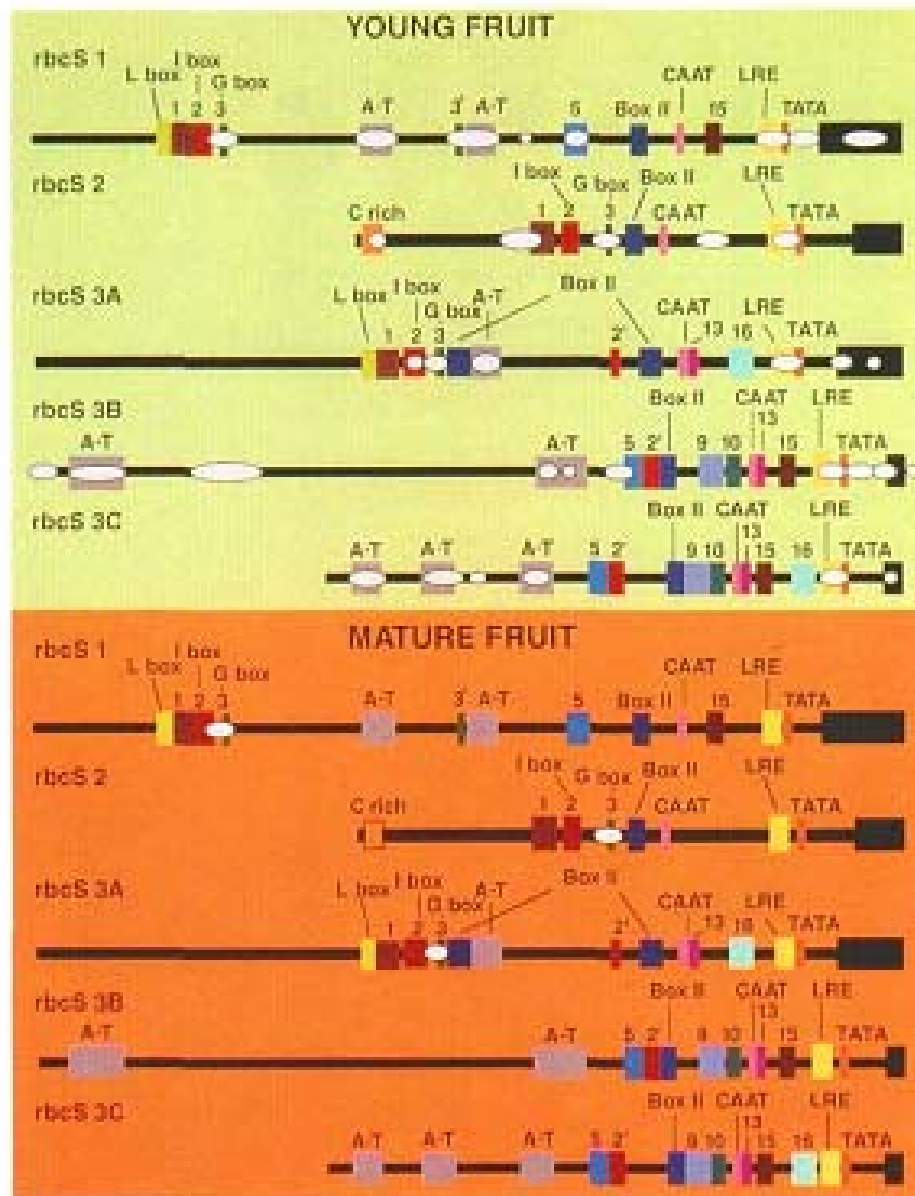 YOUNG FRUIT
rbcS 1
L box I box G box CAAT LRE
1 2 3 A-T 3' A-T 5 Box II 15 TATA
rbcS 2
I box G box Box II LRE
C rich 1 2 3 CAAT TATA
rbcS 3A
L box I box G box A-T Box II CAAT LRE
1 2 3 2' 13 16 TATA
rbcS 3B
Box II CAAT LRE
A-T A-T 5 2' 9 10 13 15 TATA
rbcS 3C
Box II CAAT LRE
A-T A-T A-T 5 2' 9 10 13 15 16 TATA
MATURE FRUIT
rbcS 1
L box I box G box CAAT LRE
1 2 3 A-T 3' A-T 5 Box II 15 TATA
rbcS 2
I box G box Box II LRE
C rich 1 2 3 CAAT TATA
rbcS 3A
L box I box G box A-T Box II CAAT LRE
1 2 3 2' 13 16 TATA
rbcS 3B
Box II CAAT LRE
A-T A-T 5 2' 9 10 13 15 TATA
rbcS 3C
Box II CAAT LRE
A-T A-T A-T 5 2' 9 10 13 15 16 TATA